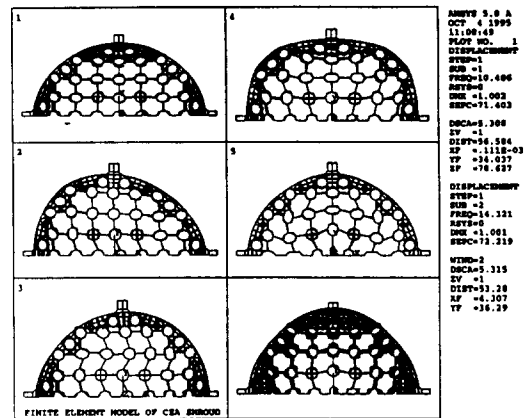 1
4
2
5
3
FINITE ELEMENT MODEL OF CEA SHROUD
ANSYS 5.0 A
OCT 4 1995
11:08:49
PLOT NO. 1
DISPLACEMENT
STEP=1
SUB =1
FREQ=10.486
RSYS=0
DMX =1.002
SEPC=71.403
DSCA=5.308
ZV =1
DIST=56.584
XF =.111E-03
YF =34.037
ZF =78.627
DISPLACEMENT
STEP=1
SUB =2
FREQ=14.121
RSYS=0
DMX =1.001
SEPC=72.219
WIND=2
DSCA=5.315
ZV =1
DIST=53.28
XF =4.307
YF =36.29